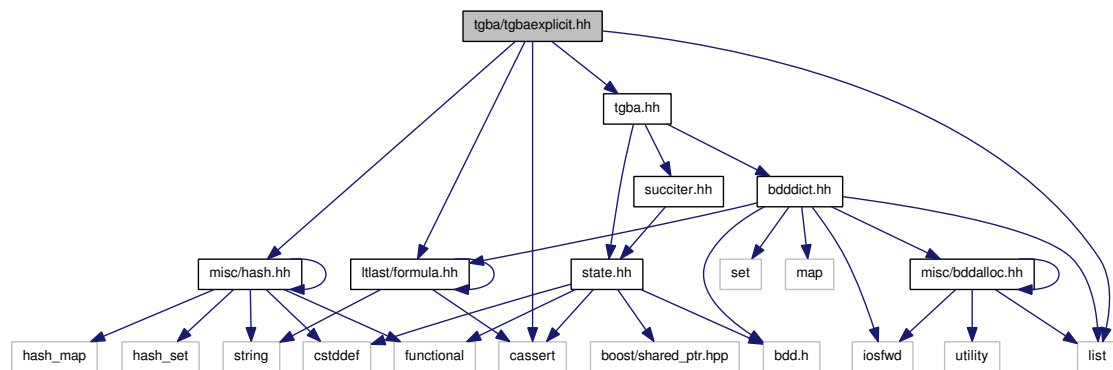 tgba/tgbaexplicit.hh
tgba.hh
succiter.hh
bdddict.hh
misc/hash.hh
ltlast/formula.hh
state.hh
set
map
misc/bddalloc.hh
hash_map
hash_set
string
cstddef
functional
cassert
boost/shared_ptr.hpp
bdd.h
iosfwd
utility
list